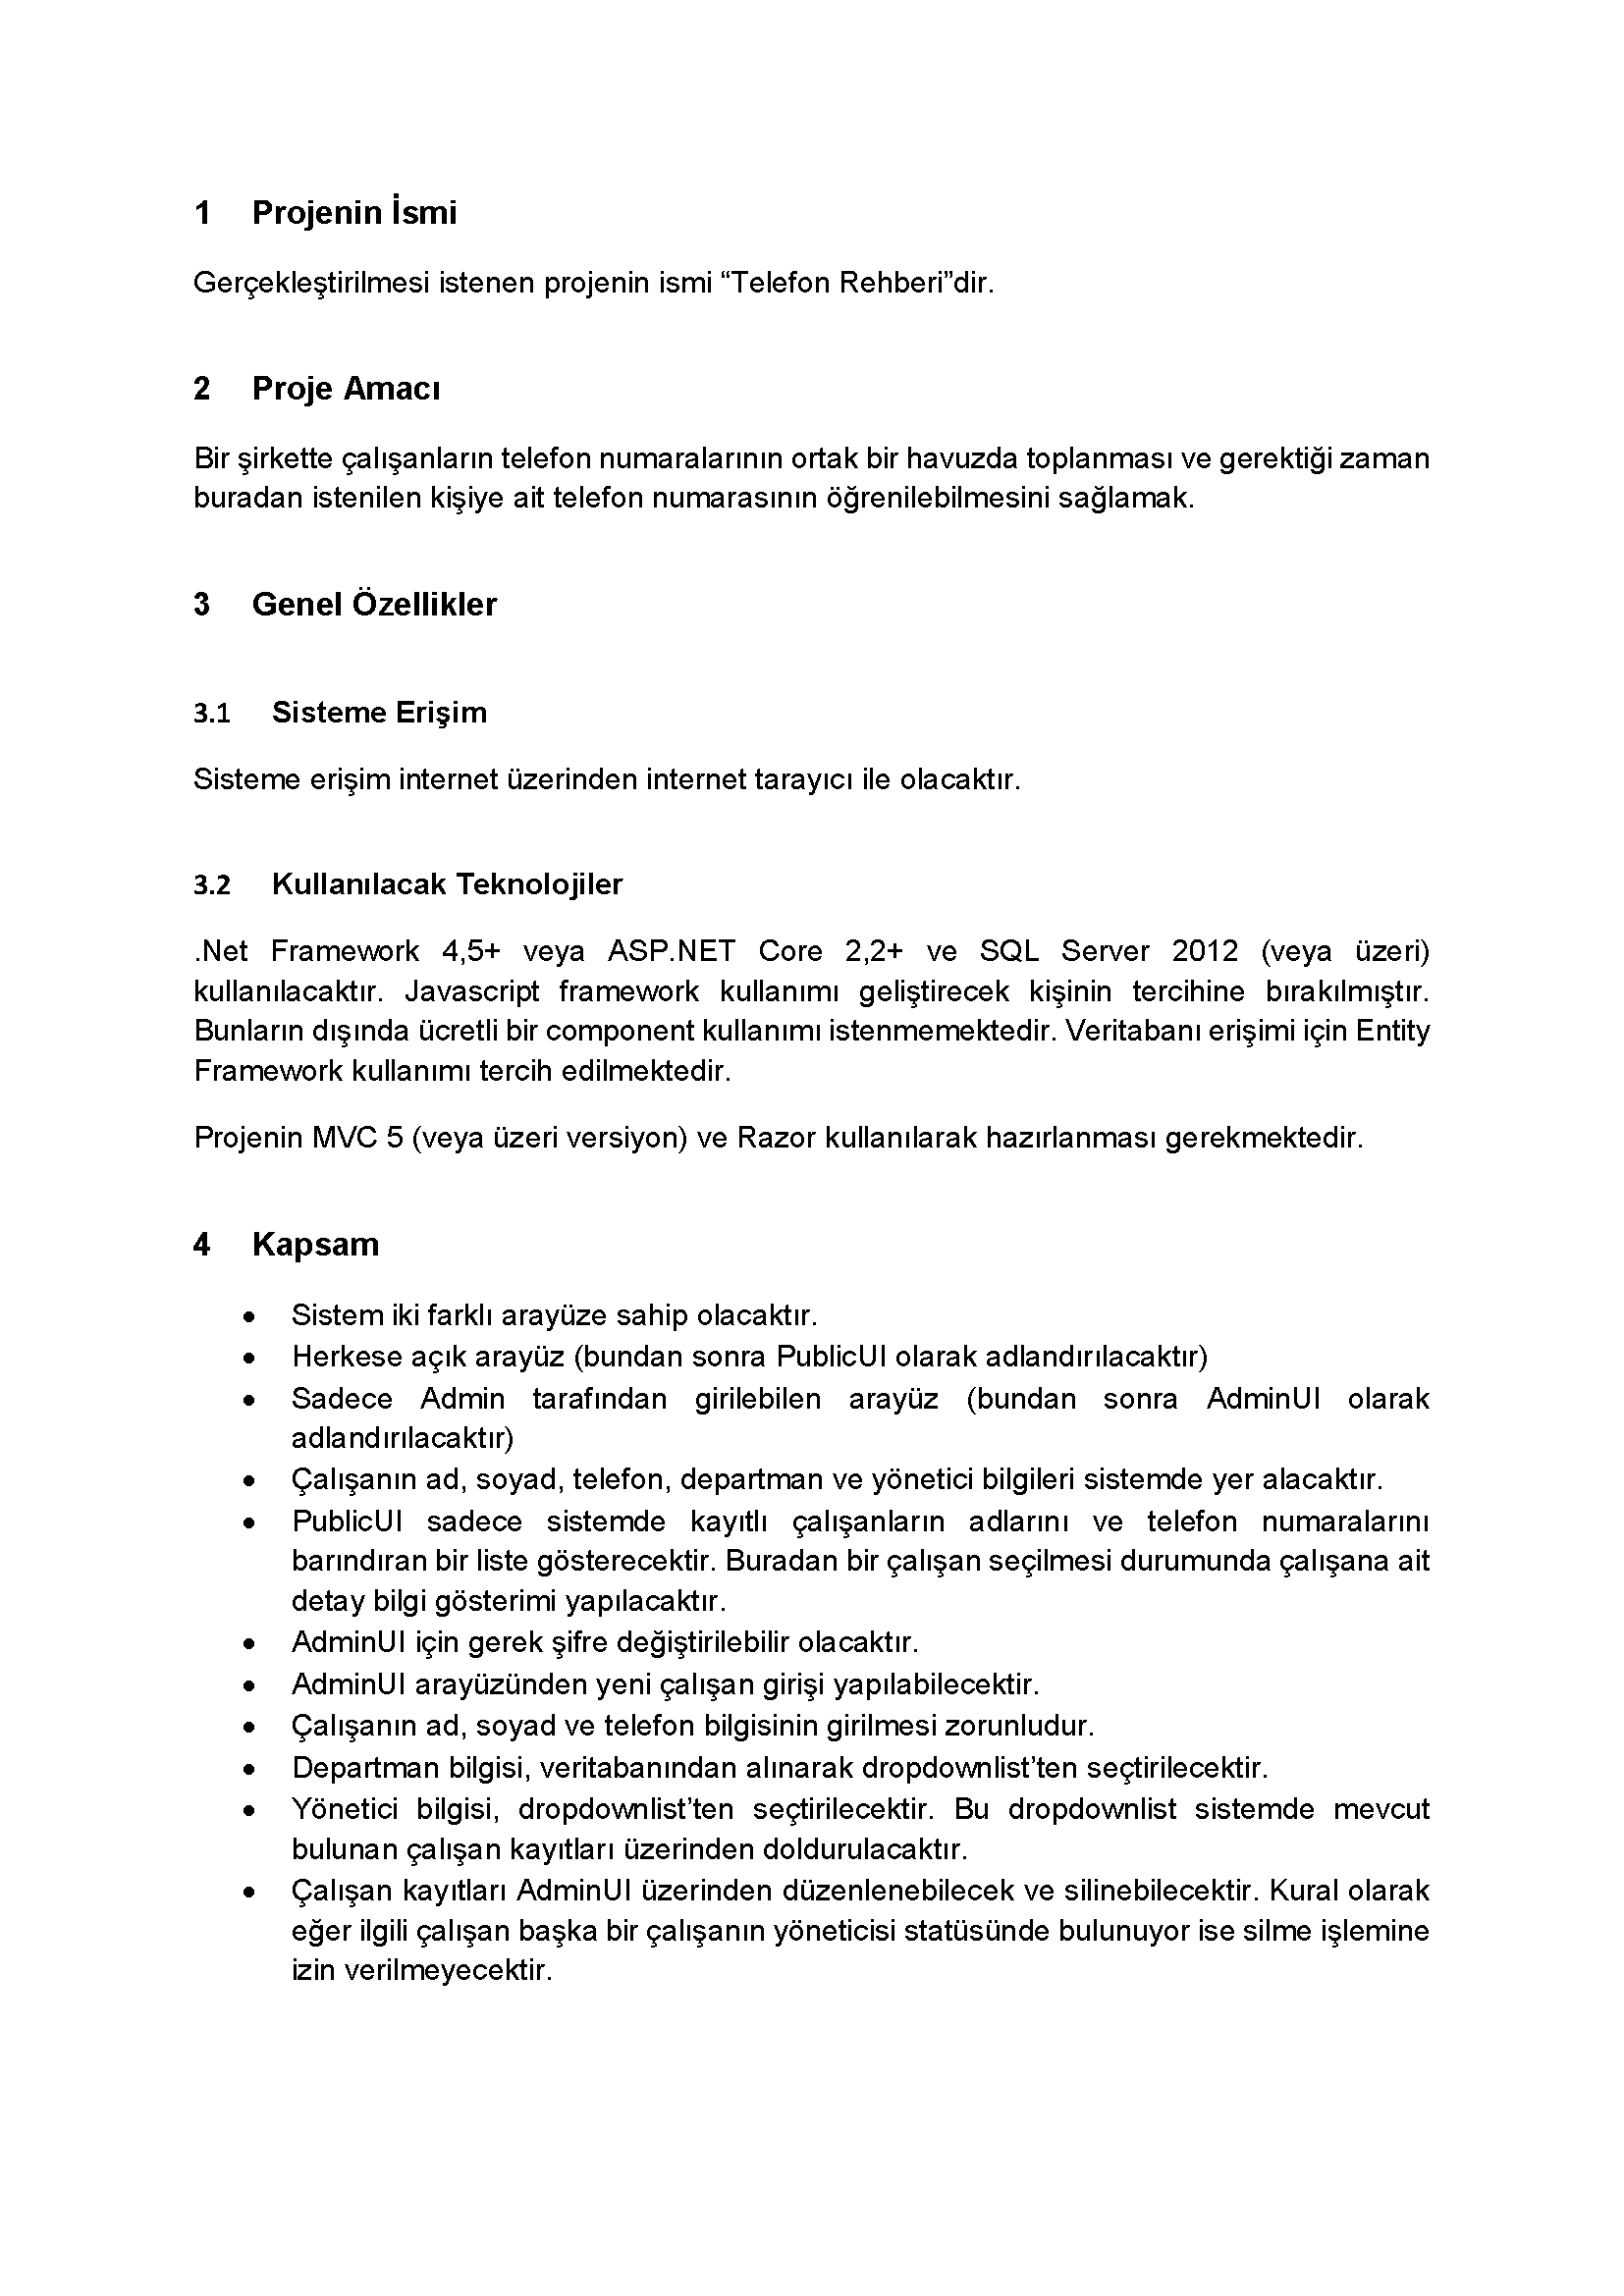 1 Projenin İsmi
Gerçekleştirilmesi istenen projenin ismi “Telefon Rehberi”dir.
2 Proje Amacı
Bir şirkette çalışanların telefon numaralarının ortak bir havuzda toplanması ve gerektiği zaman
buradan istenilen kişiye ait telefon numarasının öğrenilebilmesini sağlamak.
3 Genel Özellikler
3.1 Sisteme Erişim
Sisteme erişim internet üzerinden internet tarayıcı ile olacaktır.
3.2 Kullanılacak Teknolojiler
.Net Framework 4,5+ veya ASP.NET Core 2,2+ ve SQL Server 2012 (veya üzeri)
kullanılacaktır. Javascript framework kullanımı geliştirecek kişinin tercihine bırakılmıştır.
Bunların dışında ücretli bir component kullanımı istenmemektedir. Veritabanı erişimi için Entity
Framework kullanımı tercih edilmektedir.
Projenin MVC 5 (veya üzeri versiyon) ve Razor kullanılarak hazırlanması gerekmektedir.
4 Kapsam
• Sistem iki farklı arayüze sahip olacaktır.
• Herkese açık arayüz (bundan sonra PublicUI olarak adlandırılacaktır)
• Sadece Admin tarafından girilebilen arayüz (bundan sonra AdminUI olarak
adlandırılacaktır)
• Çalışanın ad, soyad, telefon, departman ve yönetici bilgileri sistemde yer alacaktır.
• PublicUI sadece sistemde kayıtlı çalışanların adlarını ve telefon numaralarını
barındıran bir liste gösterecektir. Buradan bir çalışan seçilmesi durumunda çalışana ait
detay bilgi gösterimi yapılacaktır.
• AdminUI için gerek şifre değiştirilebilir olacaktır.
• AdminUI arayüzünden yeni çalışan girişi yapılabilecektir.
• Çalışanın ad, soyad ve telefon bilgisinin girilmesi zorunludur.
• Departman bilgisi, veritabanından alınarak dropdownlist’ten seçtirilecektir.
• Yönetici bilgisi, dropdownlist’ten seçtirilecektir. Bu dropdownlist sistemde mevcut
bulunan çalışan kayıtları üzerinden doldurulacaktır.
• Çalışan kayıtları AdminUI üzerinden düzenlenebilecek ve silinebilecektir. Kural olarak
eğer ilgili çalışan başka bir çalışanın yöneticisi statüsünde bulunuyor ise silme işlemine
izin verilmeyecektir.